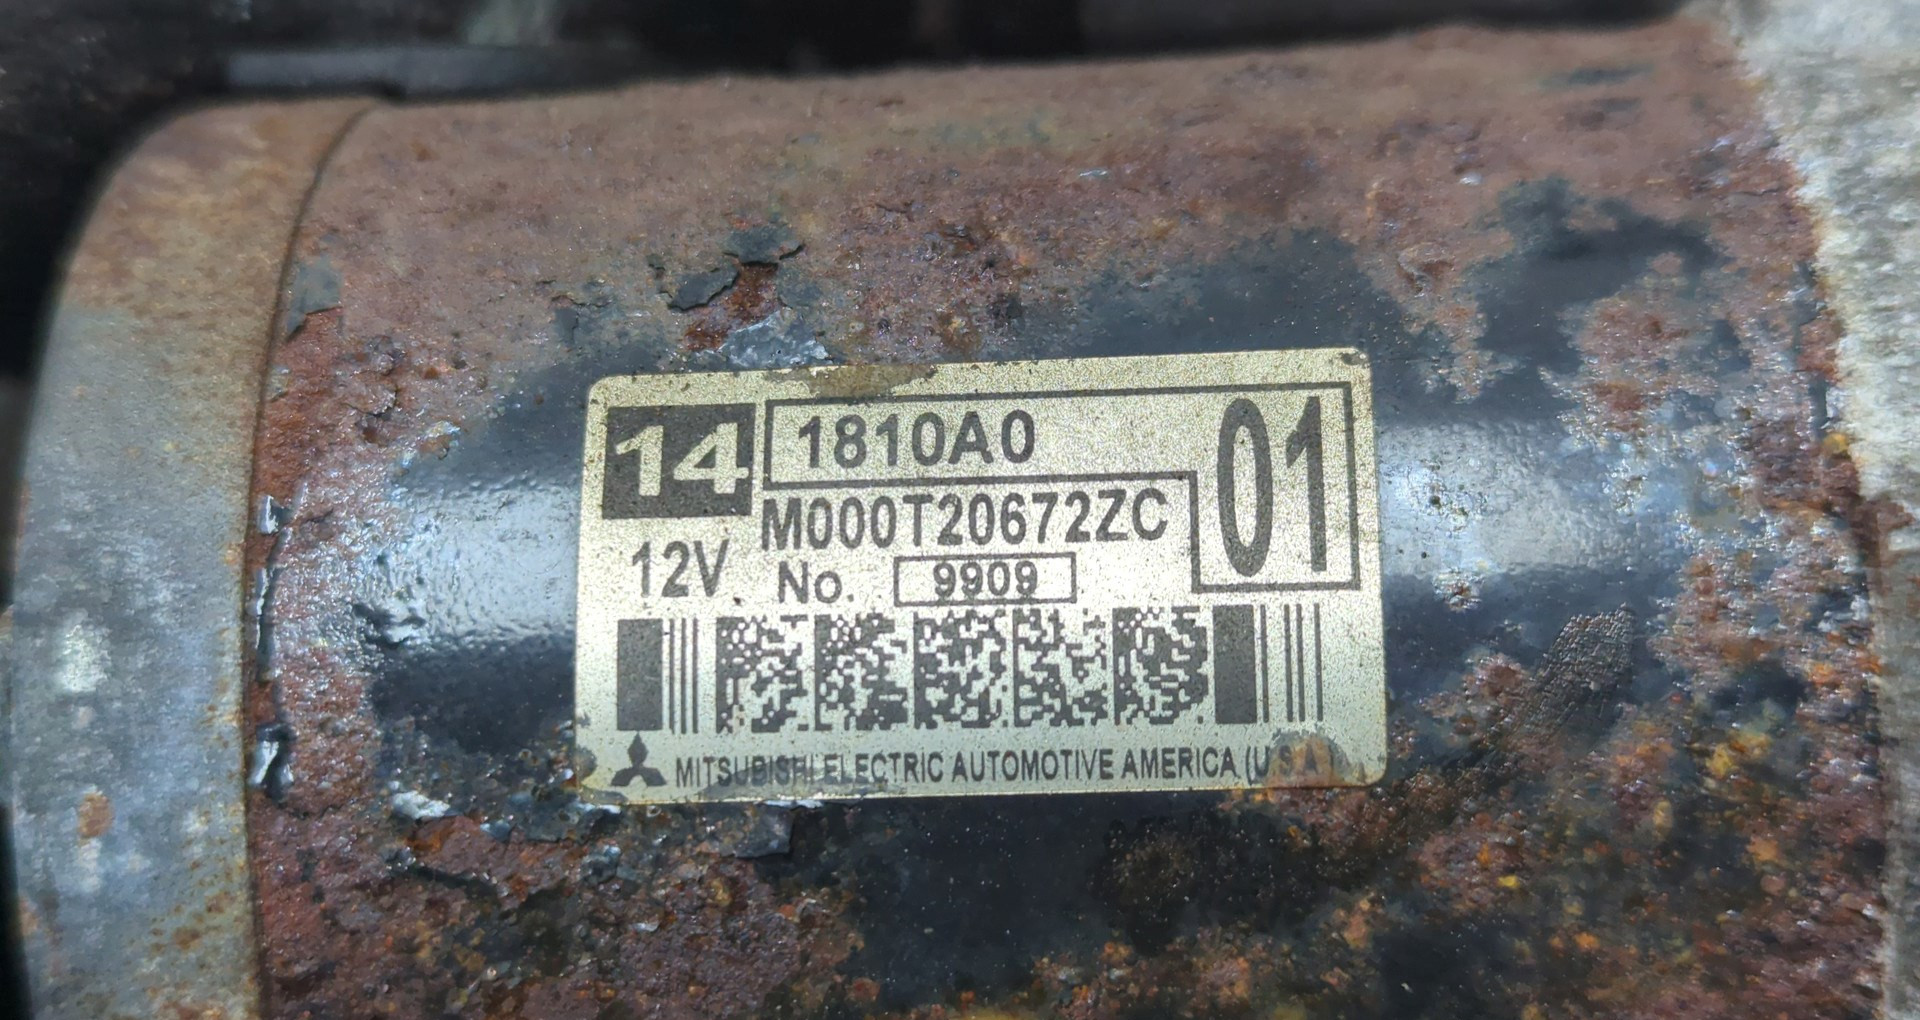 14
1810A0
01
M000T20672ZC
12V
No. 9909
MITSUBISHI ELECTRIC AUTOMOTIVE AMERICA (U.S.A.)